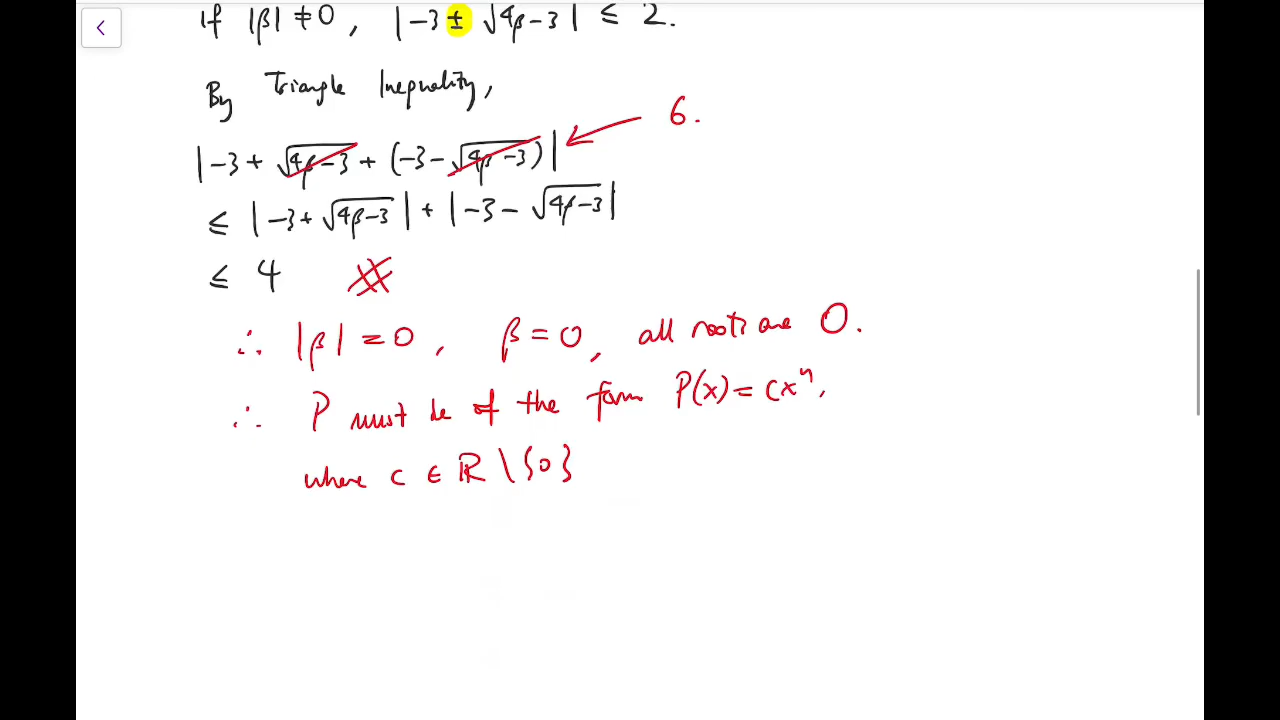 If |β| ≠ 0, |-3 ± √4β-3| ≤ 2.
By Triangle Inequality,
6.
|-3 + √4β-3 + (-3 - √4β-3)|
≤ |-3 + √4β-3| + |-3 - √4β-3|
≤ 4
∴ |β| = 0, β = 0, all roots are 0.
∴ P must be of the form P(x) = cxⁿ,
where c ∈ ℝ \ {0}